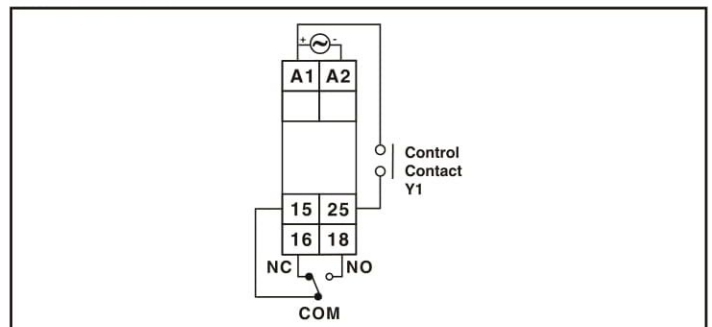 + -
A1 A2
Control
Contact
Y1
15 25
16 18
NC NO
COM